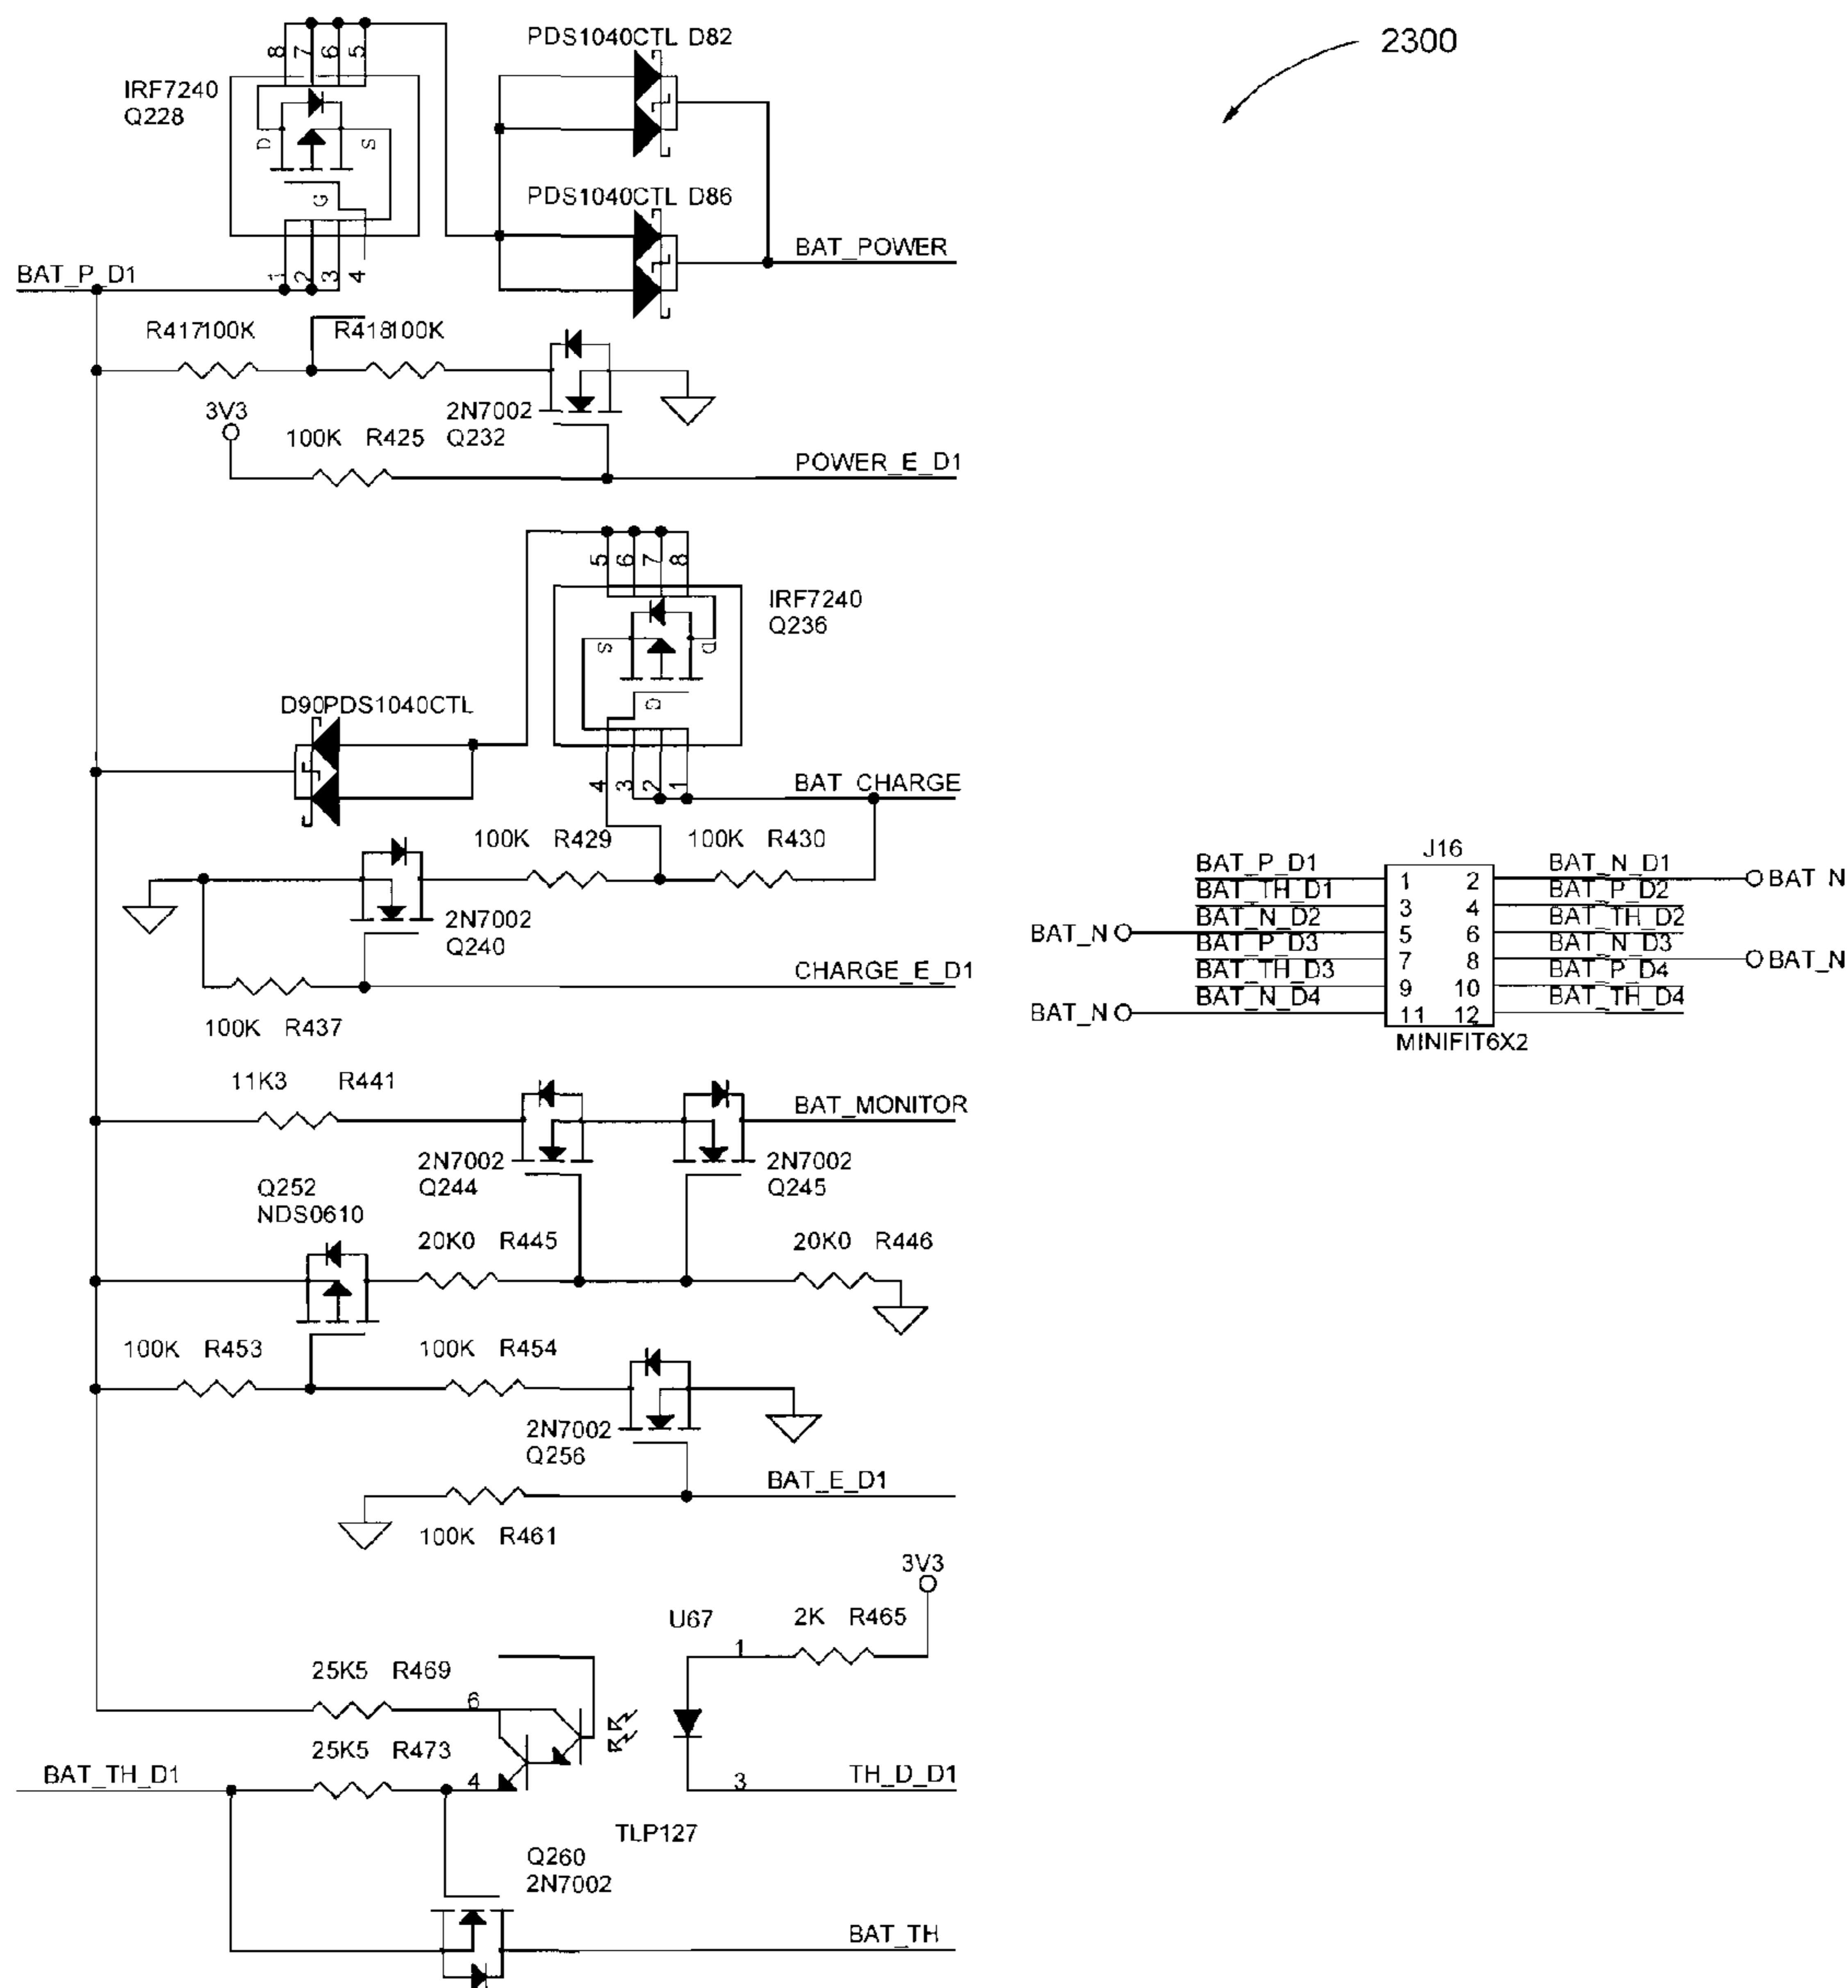 2300
PDS1040CTL D82
8 7 6 5
IRF7240
Q228
D S
G
PDS1040CTL D86
BAT_POWER
BAT_P_D1
1 2 3 4
R417100K
R418100K
3V3
2N7002
Q232
100K R425
POWER_E_D1
5 6 7 8
IRF7240
Q236
S D
G
D90PDS1040CTL
4 3 2 1
BAT_CHARGE
100K R429
100K R430
2N7002
Q240
CHARGE_E_D1
100K R437
J16
BAT_P_D1 1 2 BAT_N_D1 BAT_N
BAT_TH_D1 3 4 BAT_P_D2
BAT_N BAT_N_D2 5 6 BAT_TH_D2
BAT_P_D3 7 8 BAT_N_D3 BAT_N
BAT_TH_D3 9 10 BAT_P_D4
BAT_N BAT_N_D4 11 12 BAT_TH_D4
MINIFIT6X2
11K3 R441
BAT_MONITOR
2N7002
Q244
2N7002
Q245
Q252
NDS0610
20K0 R445
20K0 R446
100K R453
100K R454
2N7002
Q256
BAT_E_D1
100K R461
3V3
U67
2K R465
1
25K5 R469
6
25K5 R473
BAT_TH_D1
4
3
TH_D_D1
TLP127
Q260
2N7002
BAT_TH